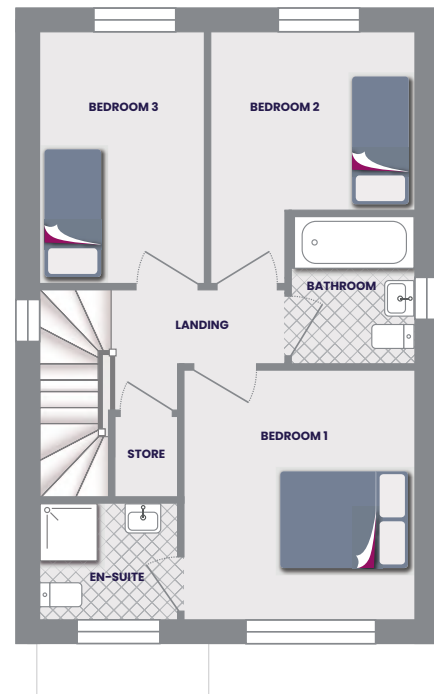 BEDROOM 3
BEDROOM 2
BATHROOM
LANDING
BEDROOM 1
STORE
EN-SUITE